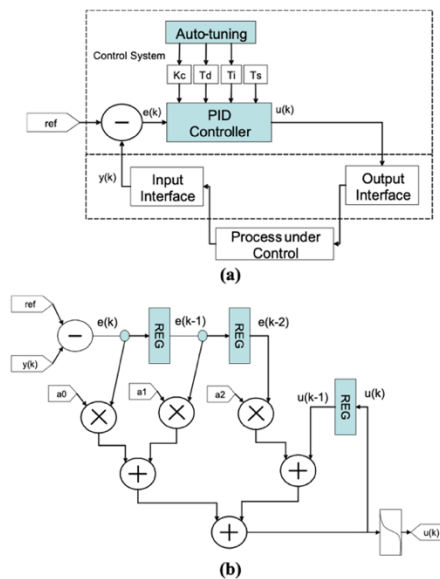 Auto-tuning
Control System
Kc
Td
Ti
Ts
ref
e(k)
PID
Controller
u(k)
y(k)
Input
Interface
Output
Interface
Process under
Control
(a)
ref
y(k)
e(k)
REG
e(k-1)
REG
e(k-2)
a0
a1
a2
u(k-1)
REG
u(k)
u(k)
(b)